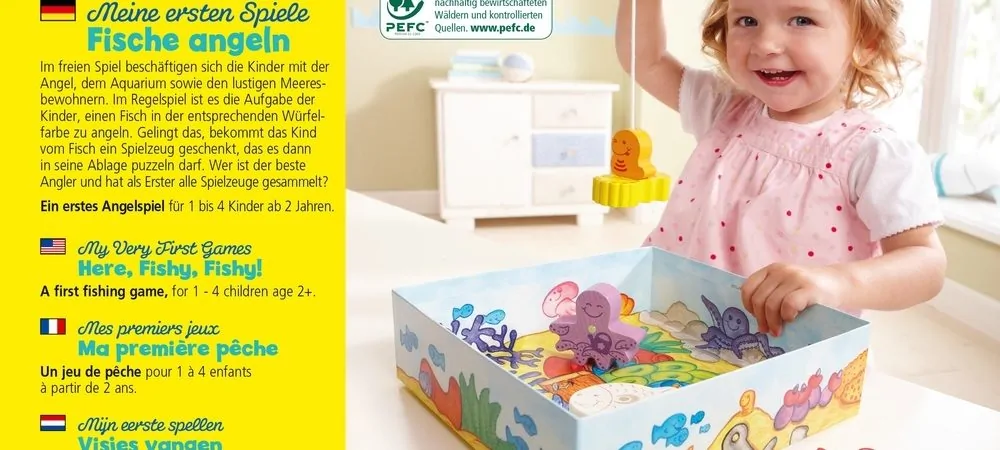 Meine ersten Spiele
Fische angeln
Im freien Spiel beschäftigen sich die Kinder mit der
Angel, dem Aquarium sowie den lustigen Meeres-
bewohnern. Im Regelspiel ist es die Aufgabe der
Kinder, einen Fisch in der entsprechenden Würfel-
farbe zu angeln. Gelingt das, bekommt das Kind
vom Fisch ein Spielzeug geschenkt, das es dann
in seine Ablage puzzeln darf. Wer ist der beste
Angler und hat als Erster alle Spielzeuge gesammelt?
Ein erstes Angelspiel für 1 bis 4 Kinder ab 2 Jahren.
My Very First Games
Here, Fishy, Fishy!
A first fishing game, for 1 - 4 children age 2+.
Mes premiers jeux
Ma première pêche
Un jeu de pêche pour 1 à 4 enfants
à partir de 2 ans.
Mijn eerste spellen
Visjes vangen
PEFC
nachhaltig bewirtschafteten
Wäldern und kontrollierten
Quellen. www.pefc.de